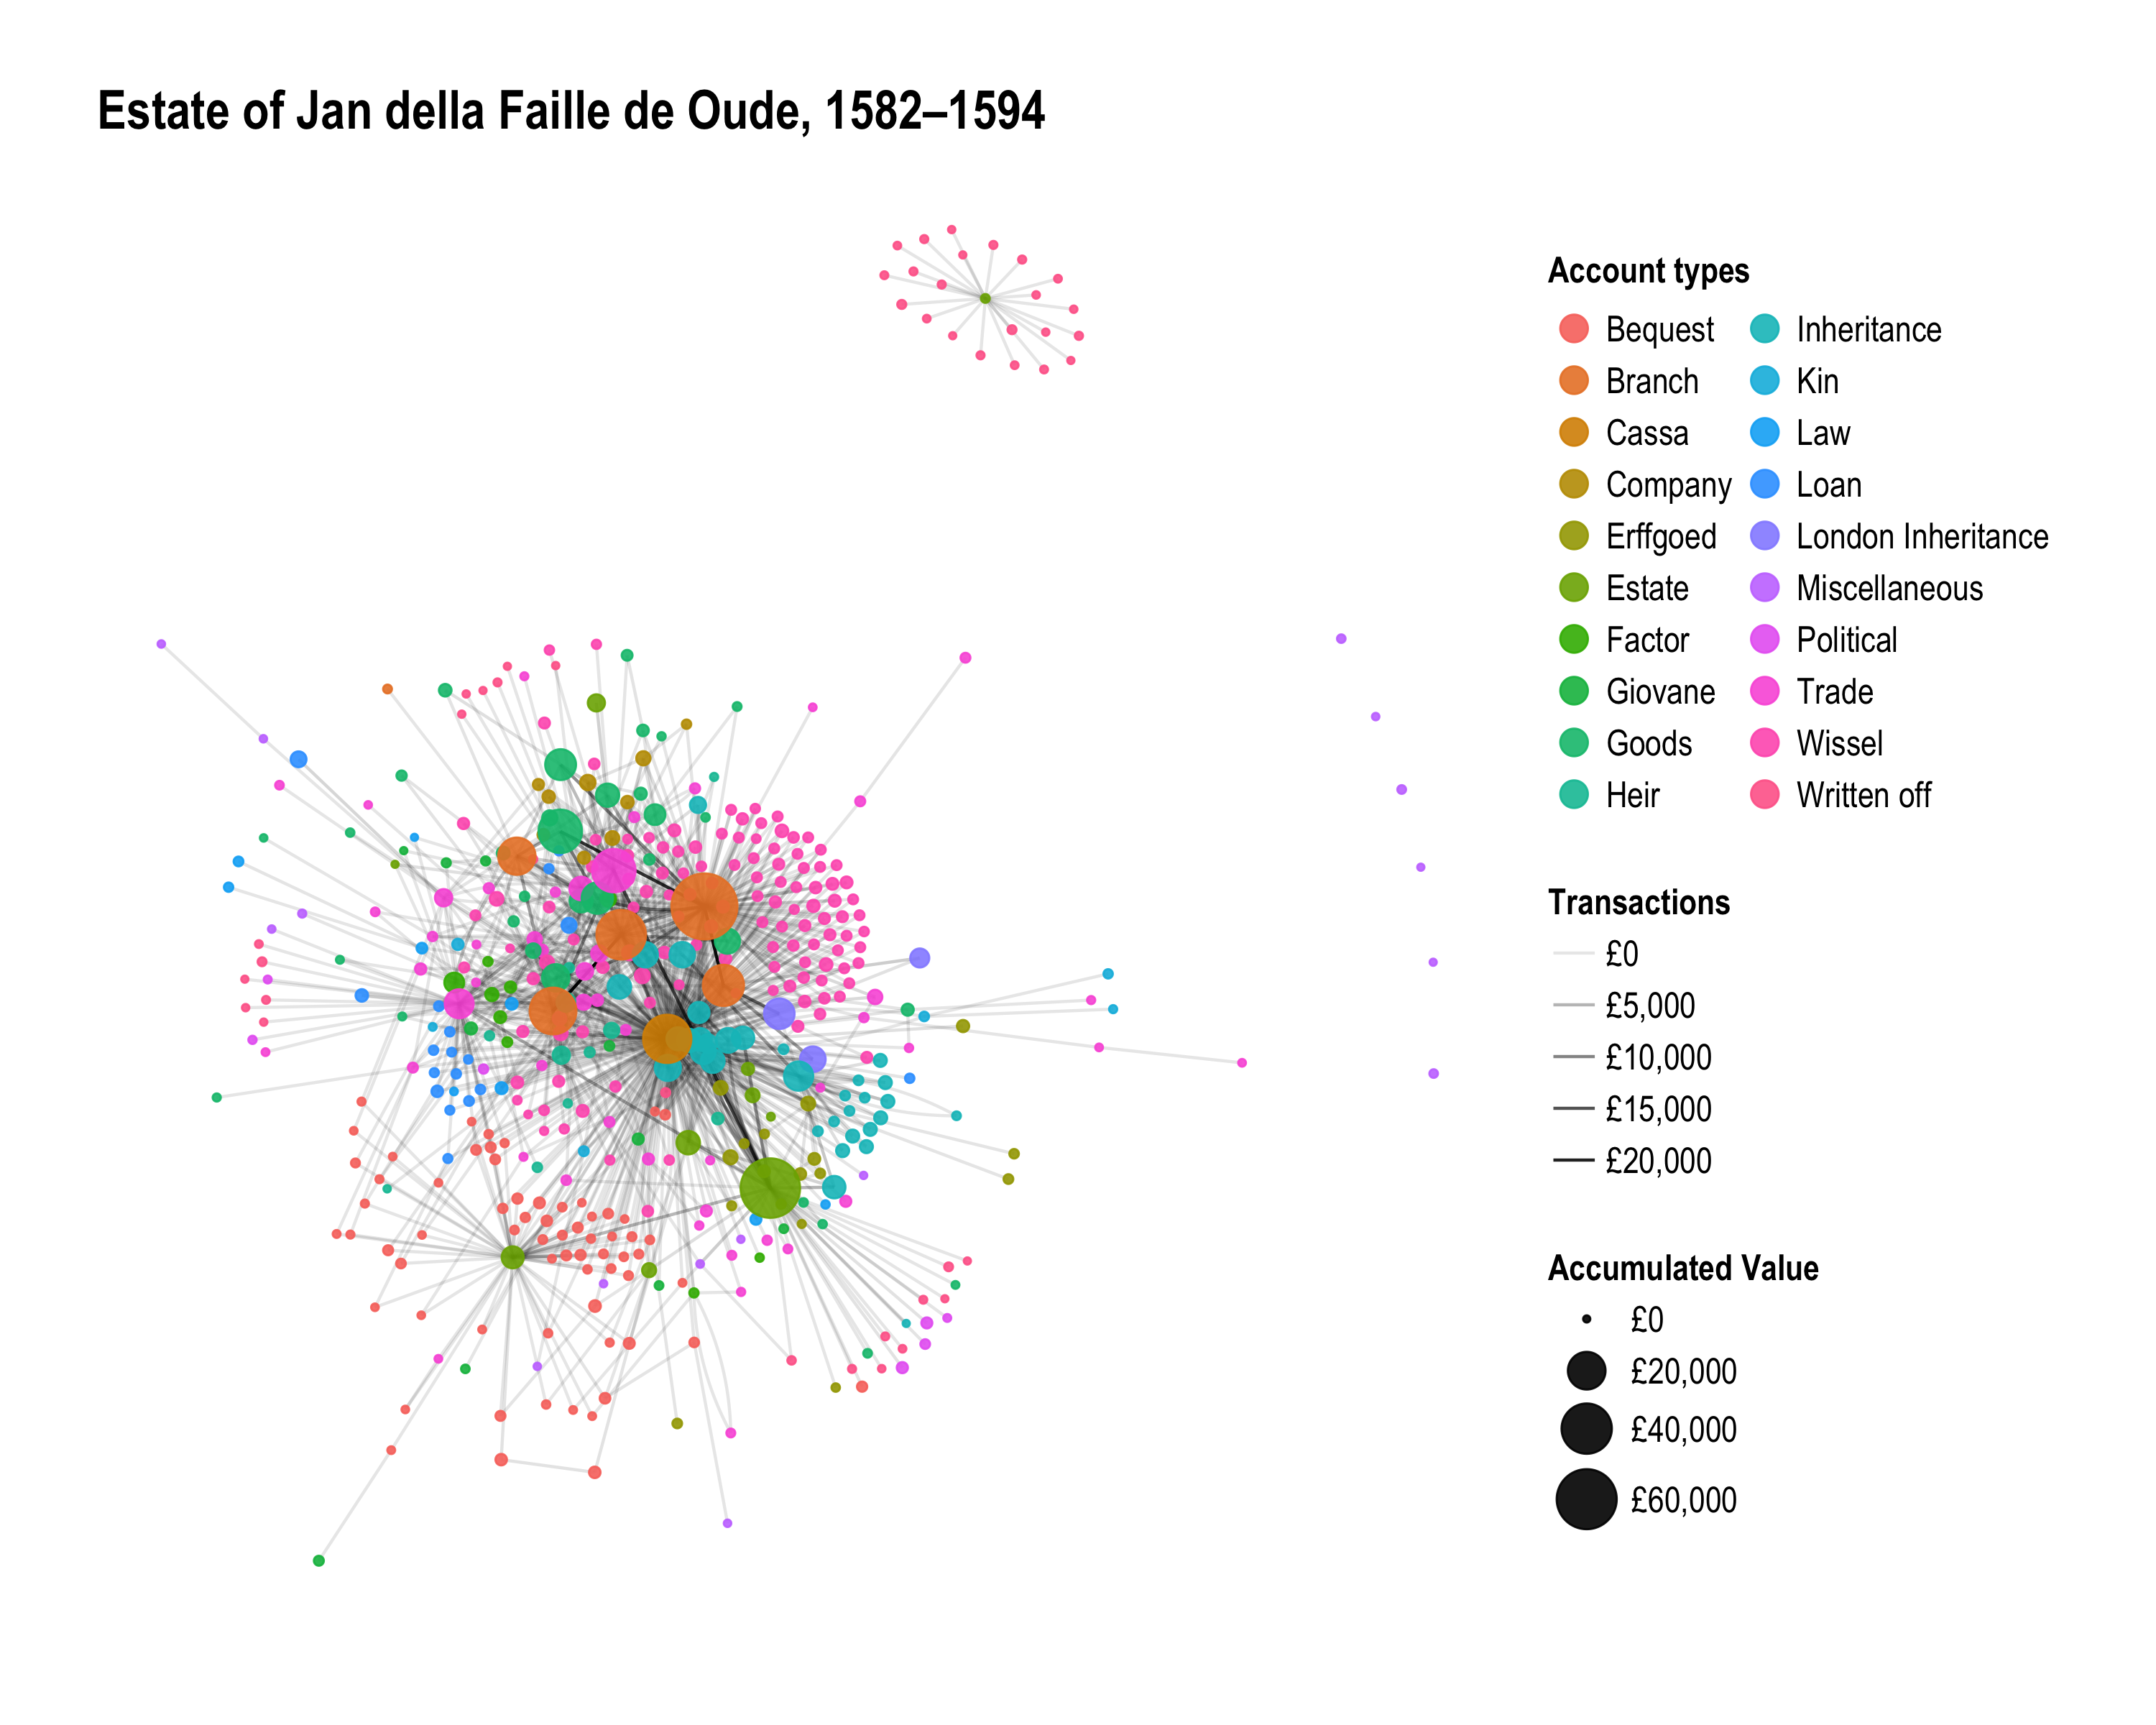 Estate of Jan della Faille de Oude, 1582–1594
Account types
Bequest
Branch
Cassa
Company
Erffgoed
Estate
Factor
Giovane
Goods
Heir
Inheritance
Kin
Law
Loan
London Inheritance
Miscellaneous
Political
Trade
Wissel
Written off
Transactions
£0
£5,000
£10,000
£15,000
£20,000
Accumulated Value
£0
£20,000
£40,000
£60,000